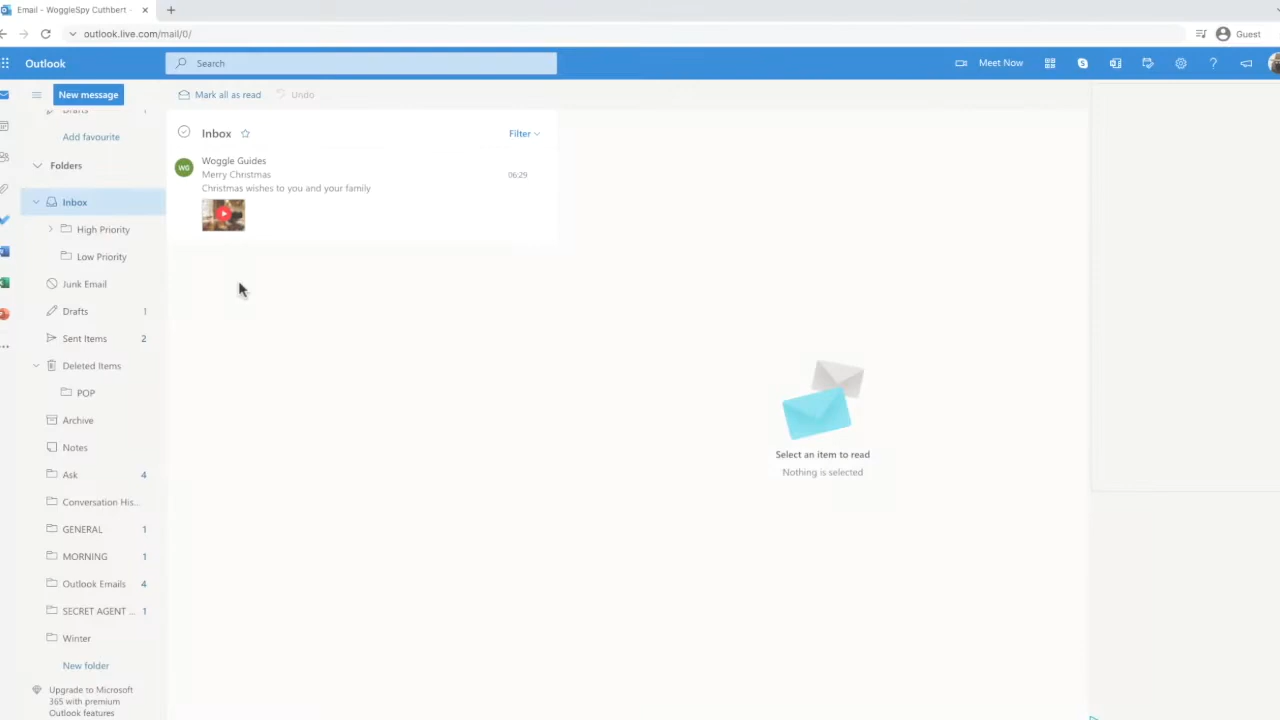 Email - WoggleSpy Cuthbert -
outlook.live.com/mail/0/
Guest
Outlook
Search
Meet Now
New message
Mark all as read
Undo
Drafts 1
Add favourite
Folders
Inbox
High Priority
Low Priority
Junk Email
Drafts 1
Sent Items 2
Deleted Items
POP
Archive
Notes
Ask 4
Conversation His...
GENERAL 1
MORNING 1
Outlook Emails 4
SECRET AGENT ... 1
Winter
New folder
Upgrade to Microsoft
365 with premium
Outlook features
Inbox
Filter
WG
Woggle Guides
Merry Christmas 06:29
Christmas wishes to you and your family
Select an item to read
Nothing is selected